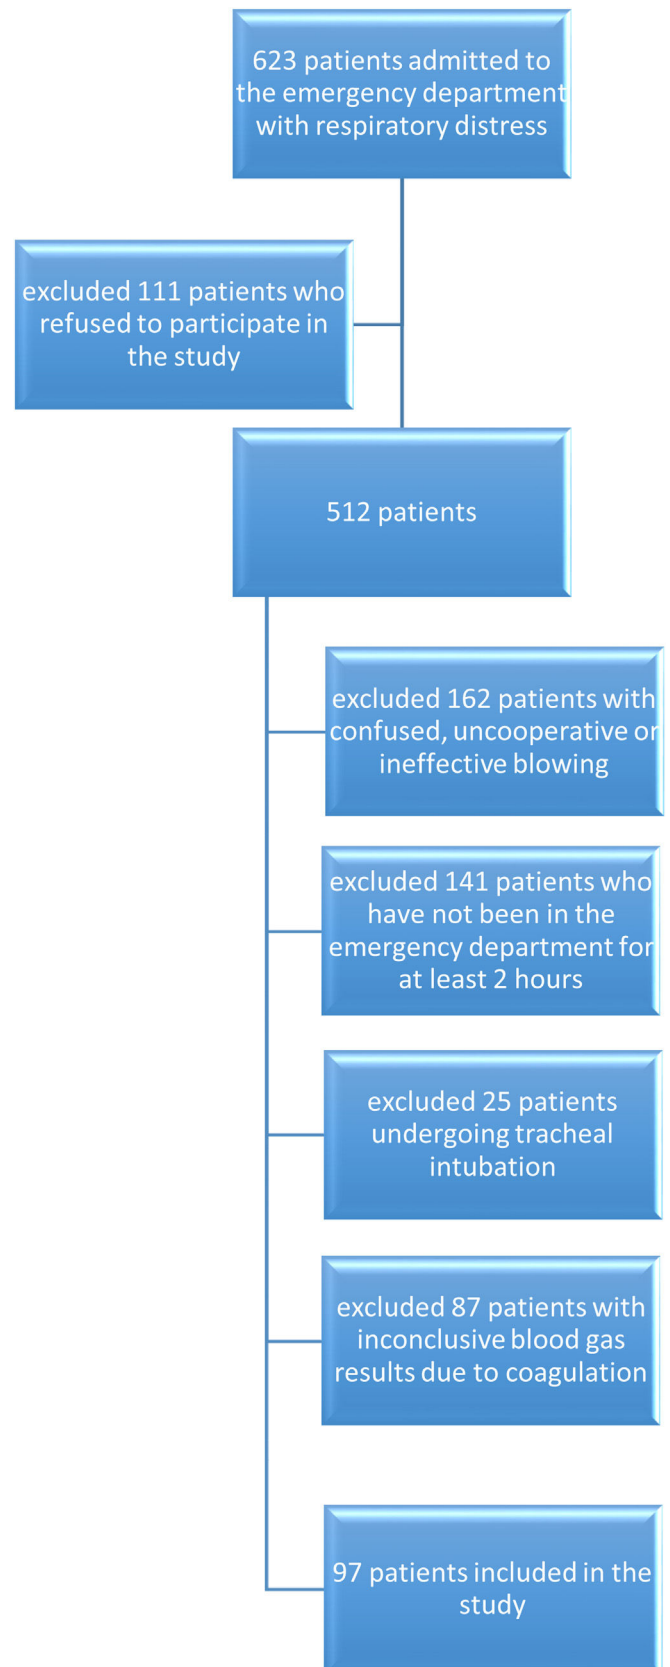 623 patients admitted to
the emergency department
with respiratory distress
excluded 111 patients who
refused to participate in
the study
512 patients
excluded 162 patients with
confused, uncooperative or
ineffective blowing
excluded 141 patients who
have not been in the
emergency department for
at least 2 hours
excluded 25 patients
undergoing tracheal
intubation
excluded 87 patients with
inconclusive blood gas
results due to coagulation
97 patients included in the
study